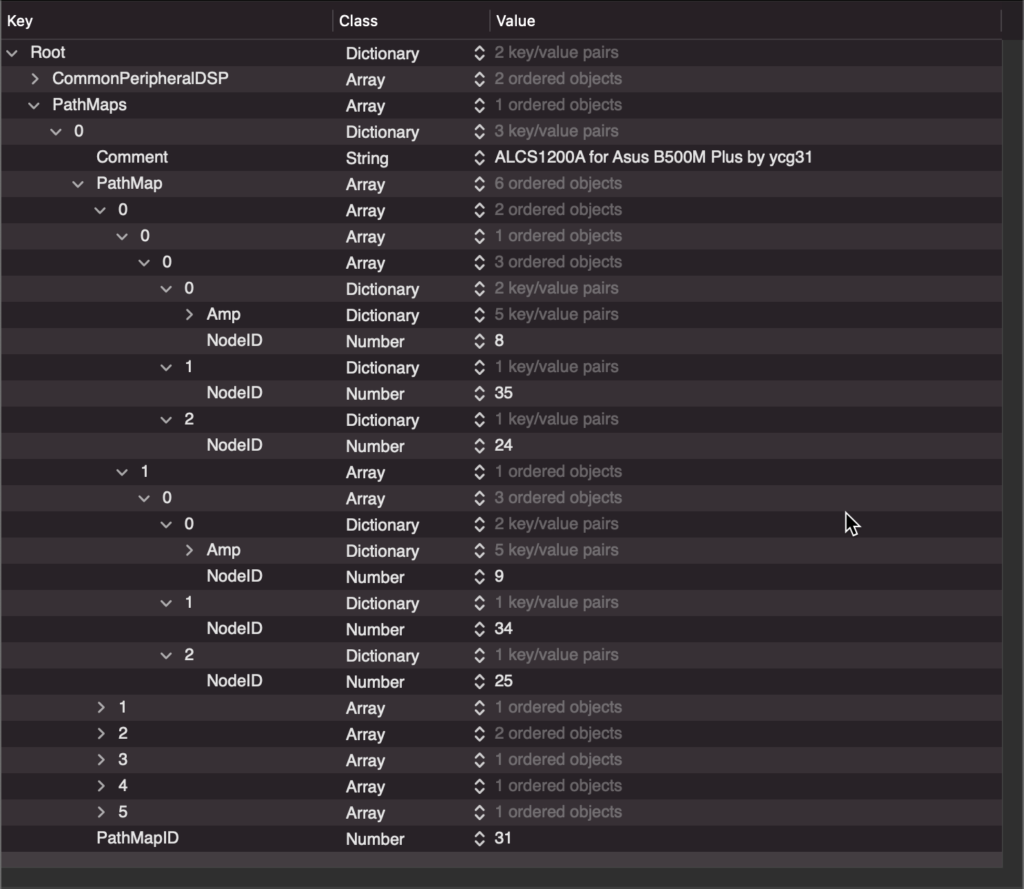 Key Class Value
Root Dictionary 2 key/value pairs
CommonPeripheralDSP Array 2 ordered objects
PathMaps Array 1 ordered objects
0 Dictionary 3 key/value pairs
Comment String ALCS1200A for Asus B500M Plus by ycg31
PathMap Array 6 ordered objects
0 Array 2 ordered objects
0 Array 1 ordered objects
0 Array 3 ordered objects
0 Dictionary 2 key/value pairs
Amp Dictionary 5 key/value pairs
NodeID Number 8
1 Dictionary 1 key/value pairs
NodeID Number 35
2 Dictionary 1 key/value pairs
NodeID Number 24
1 Array 1 ordered objects
0 Array 3 ordered objects
0 Dictionary 2 key/value pairs
Amp Dictionary 5 key/value pairs
NodeID Number 9
1 Dictionary 1 key/value pairs
NodeID Number 34
2 Dictionary 1 key/value pairs
NodeID Number 25
1 Array 1 ordered objects
2 Array 2 ordered objects
3 Array 1 ordered objects
4 Array 1 ordered objects
5 Array 1 ordered objects
PathMapID Number 31